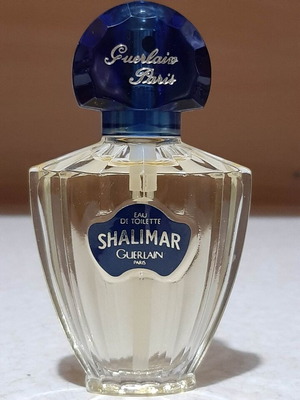 Guerlain
Paris
EAU
DE TOILETTE
SHALIMAR
GUERLAIN
PARIS